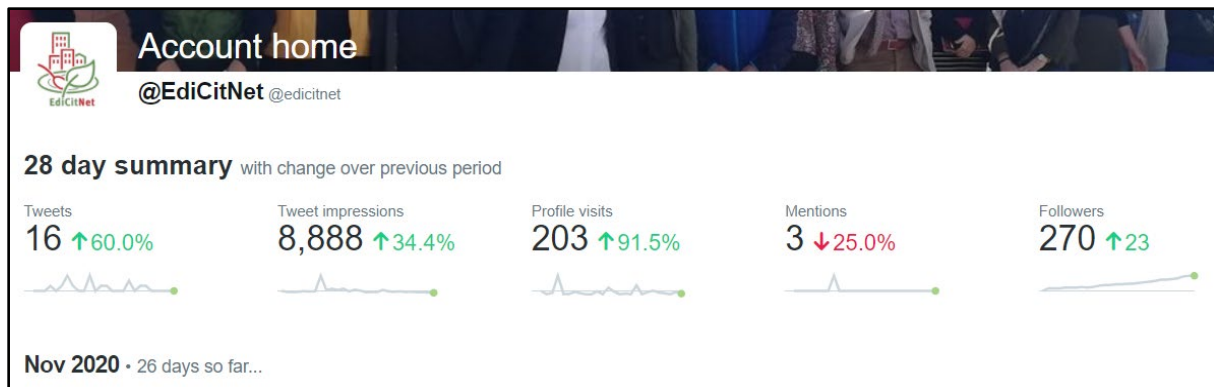 Account home
EdiCitNet
@EdiCitNet @edicitnet
28 day summary with change over previous period
Tweets Tweet impressions Profile visits Mentions Followers
16 ↑60.0% 8,888 ↑34.4% 203 ↑91.5% 3 ↓25.0% 270 ↑23
Nov 2020 • 26 days so far...